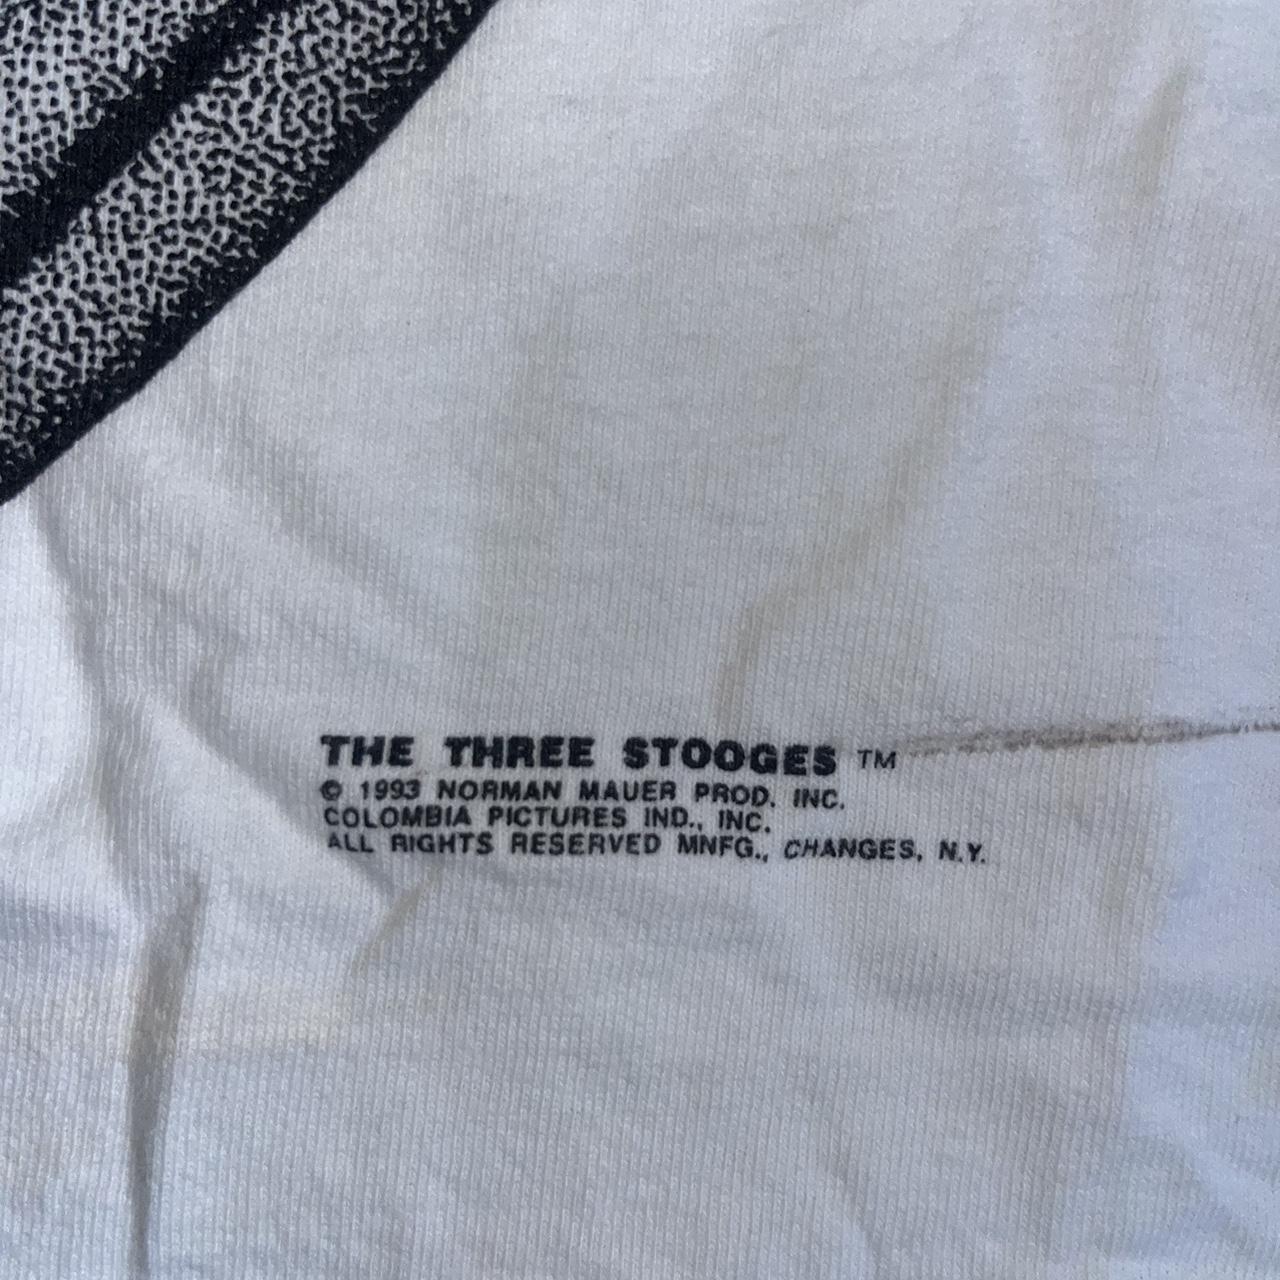 THE THREE STOOGES ™
© 1993 NORMAN MAUER PROD. INC.
COLOMBIA PICTURES IND., INC.
ALL RIGHTS RESERVED MNFG., CHANGES, N.Y.